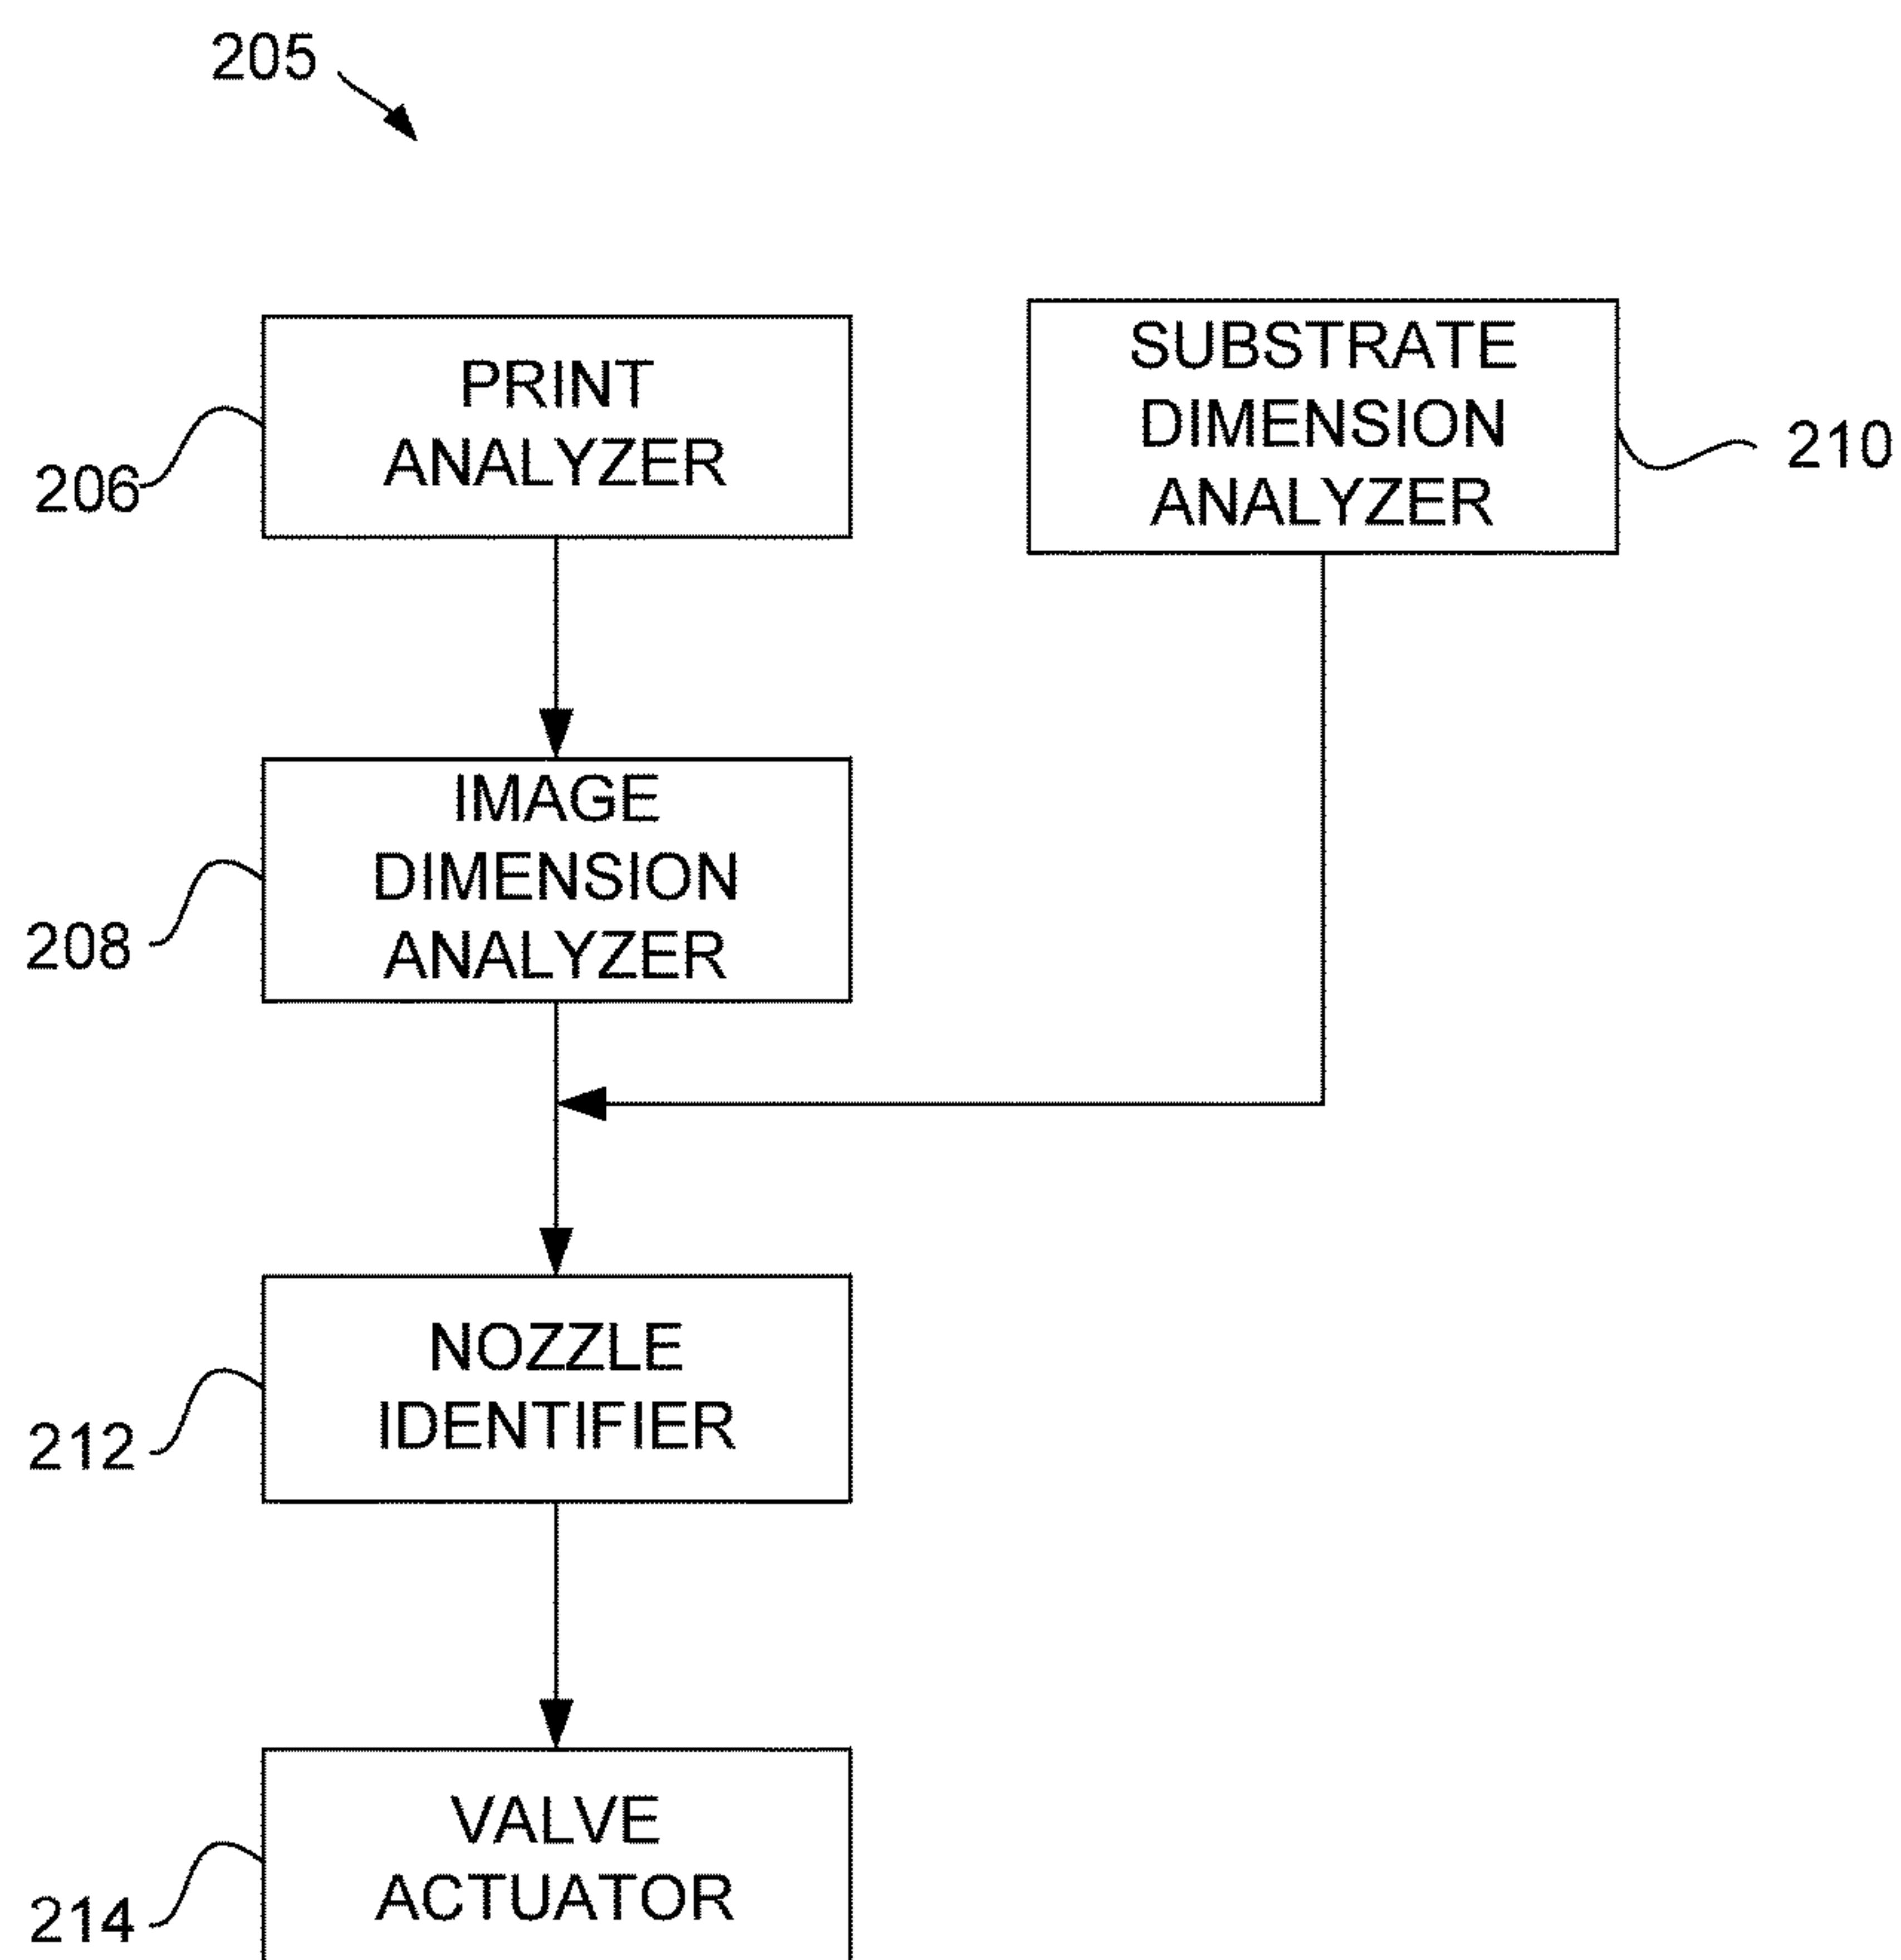 205
PRINT
ANALYZER
206
SUBSTRATE
DIMENSION
ANALYZER
210
IMAGE
DIMENSION
ANALYZER
208
NOZZLE
IDENTIFIER
212
VALVE
ACTUATOR
214